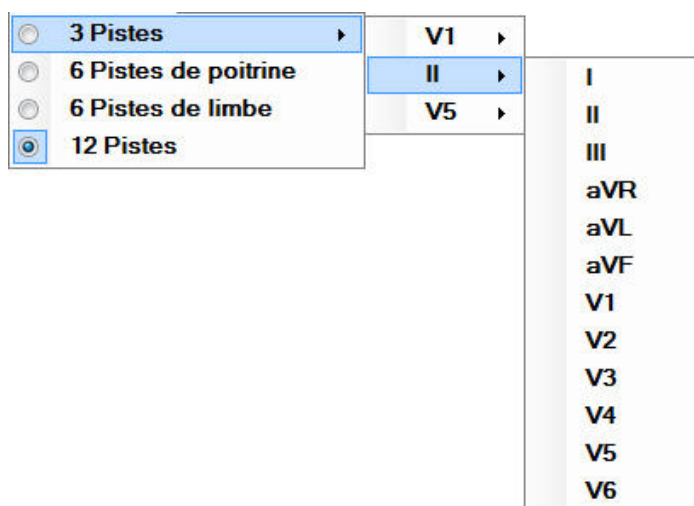 3 Pistes
6 Pistes de poitrine
6 Pistes de limbe
12 Pistes
V1
II
V5
I
II
III
aVR
aVL
aVF
V1
V2
V3
V4
V5
V6